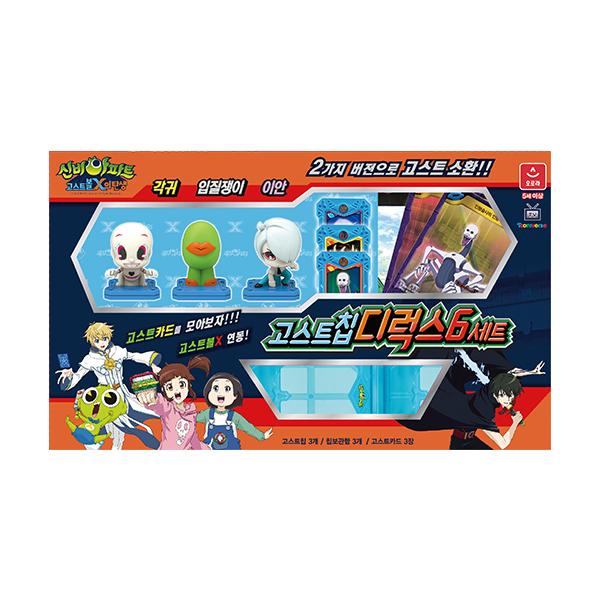 신비아파트
고스트볼X의탄생
각귀 입질쟁이 이안
2가지 버전으로 고스트 소환!!
오로라
5세 이상
Tooniverse
고스트카드를 모아보자!!!
고스트볼X 연동!
고스트칩 디럭스6세트
고스트칩 3개 / 칩보관함 3개 / 고스트카드 3장